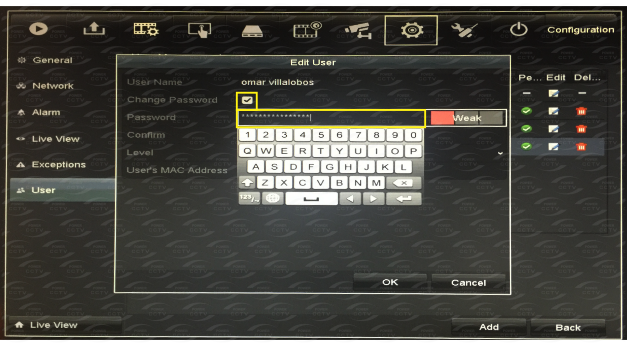 Configuration
General
Network
Alarm
Live View
Exceptions
User
Edit User
User Name omar villalobos
Change Password
Password **************** Weak
Confirm
Level
User's MAC Address
1 2 3 4 5 6 7 8 9 0
Q W E R T Y U I O P
A S D F G H J K L
Z X C V B N M
123/,.
OK Cancel
Pe... Edit Del...
Live View
Add Back